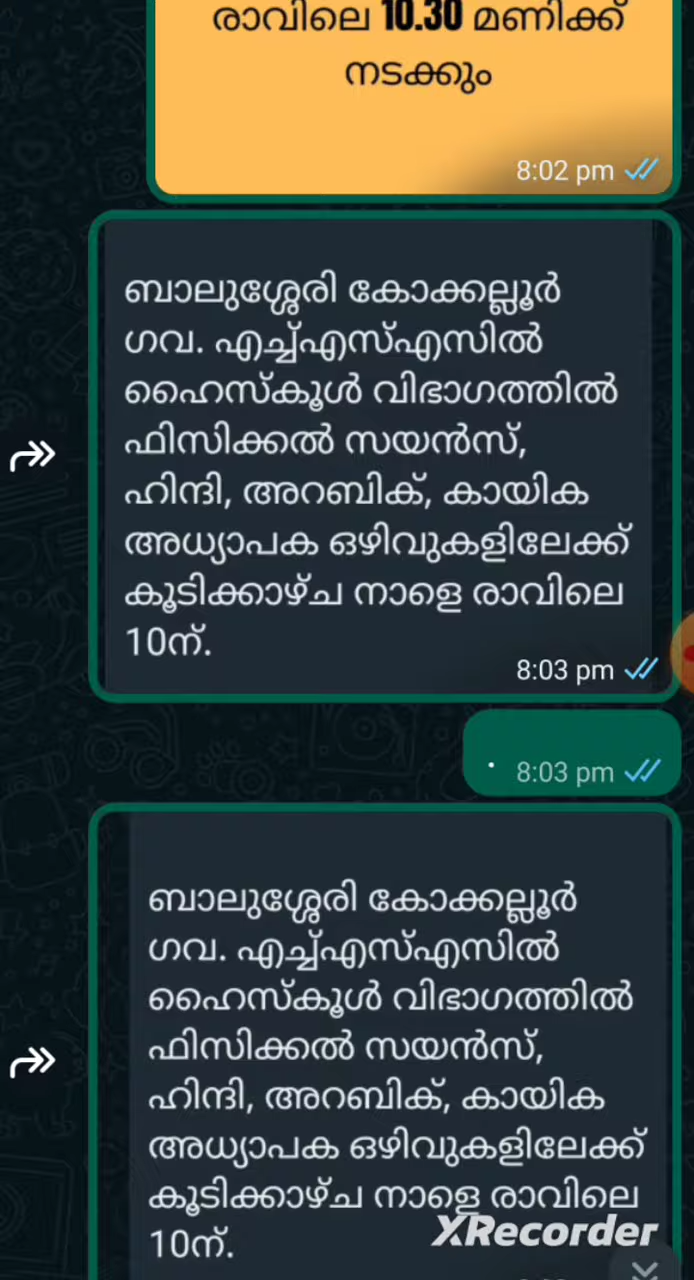 രാവിലെ 10.30 മണിക്ക്
നടക്കും
8:02 pm
ബാലുശ്ശേരി കോക്കല്ലൂർ
ഗവ. എച്ച്എസ്എസിൽ
ഹൈസ്കൂൾ വിഭാഗത്തിൽ
ഫിസിക്കൽ സയൻസ്,
ഹിന്ദി, അറബിക്, കായിക
അധ്യാപക ഒഴിവുകളിലേക്ക്
കൂടിക്കാഴ്ച നാളെ രാവിലെ
10ന്.
8:03 pm
. 8:03 pm
ബാലുശ്ശേരി കോക്കല്ലൂർ
ഗവ. എച്ച്എസ്എസിൽ
ഹൈസ്കൂൾ വിഭാഗത്തിൽ
ഫിസിക്കൽ സയൻസ്,
ഹിന്ദി, അറബിക്, കായിക
അധ്യാപക ഒഴിവുകളിലേക്ക്
കൂടിക്കാഴ്ച നാളെ രാവിലെ
10ന്.
XRecorder